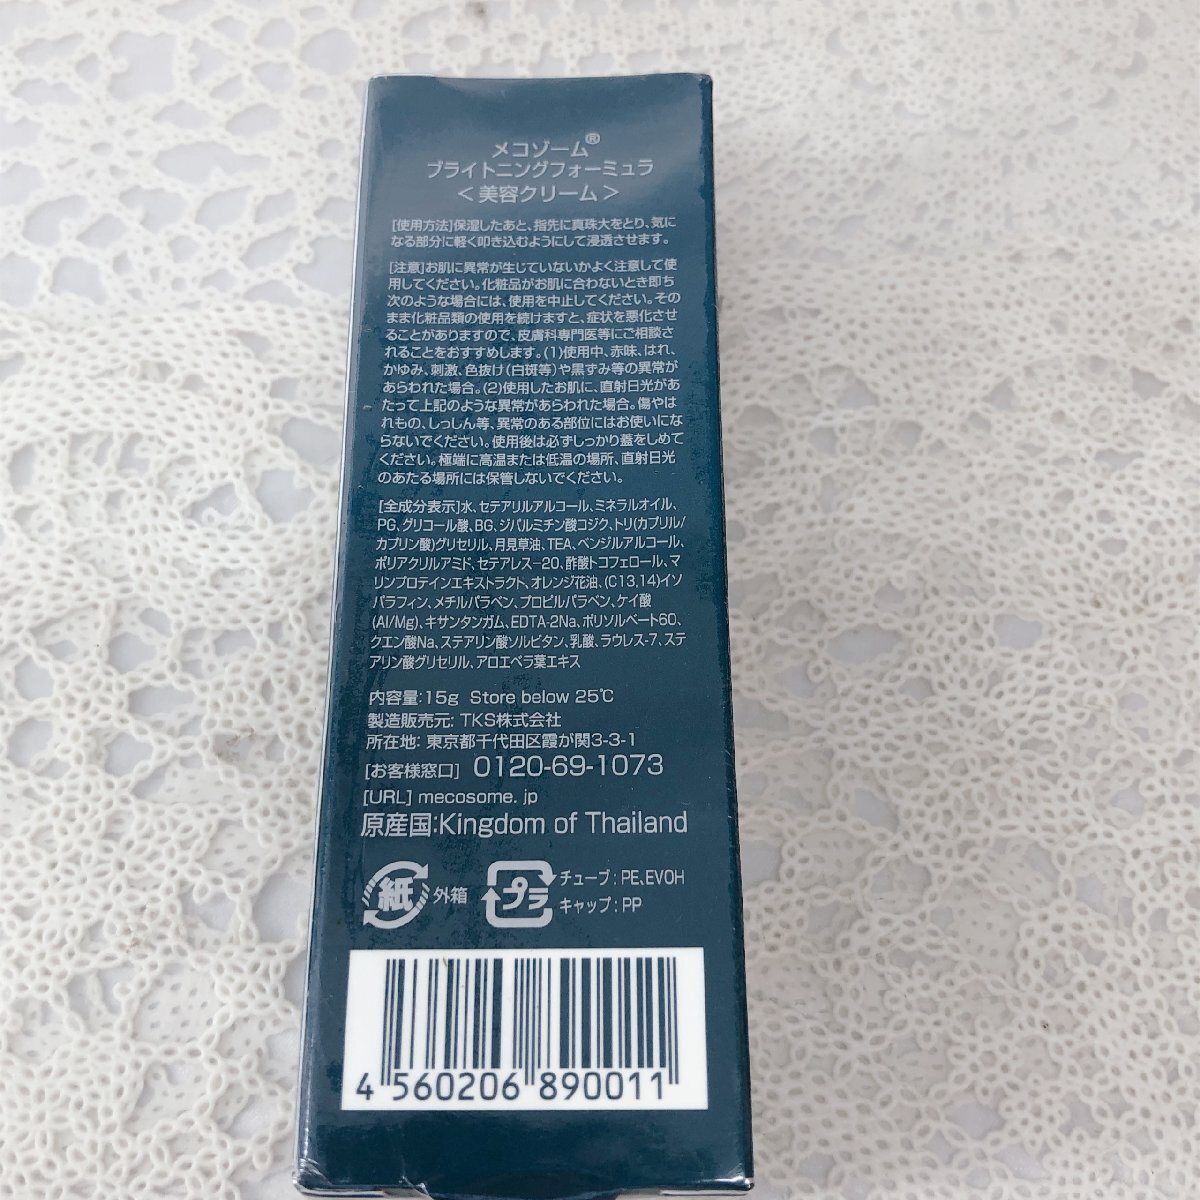 メコゾーム®
ブライトニングフォーミュラ
<美容クリーム>
[使用方法]保湿したあと、指先に真珠大をとり、気に
なる部分に軽く叩き込むようにして浸透させます。
[注意]お肌に異常が生じていないかよく注意して使
用してください。化粧品がお肌に合わないとき即ち
次のような場合には、使用を中止してください。その
まま化粧品類の使用を続けますと、症状を悪化させ
ることがありますので、皮膚科専門医等にご相談さ
れることをおすすめします。(1)使用中、赤味、はれ、
かゆみ、刺激、色抜け(白斑等)や黒ずみ等の異常が
あらわれた場合。(2)使用したお肌に、直射日光があ
たって上記のような異常があらわれた場合。傷やは
れもの、しっしん等、異常のある部位にはお使いにな
らないでください。使用後は必ずしっかり蓋をしめて
ください。極端に高温または低温の場所、直射日光
のあたる場所には保管しないでください。
[全成分表示]水、セテアリルアルコール、ミネラルオイル、
PG、グリコール酸、BG、ジパルミチン酸コジク、トリ(カプリル/
カプリン酸)グリセリル、月見草油、TEA、ベンジルアルコール、
ポリアクリルアミド、セテアレス-20、酢酸トコフェロール、マ
リンプロテインエキストラクト、オレンジ花油、(C13,14)イソ
パラフィン、メチルパラベン、プロピルパラベン、ケイ酸
(Al/Mg)、キサンタンガム、EDTA-2Na、ポリソルベート60、
クエン酸Na、ステアリン酸ソルビタン、乳酸、ラウレス-7、ステ
アリン酸グリセリル、アロエベラ葉エキス
内容量:15g Store below 25℃
製造販売元: TKS株式会社
所在地: 東京都千代田区霞が関3-3-1
[お客様窓口] 0120-69-1073
[URL] mecosome.jp
原産国:Kingdom of Thailand
紙 外箱 プラ チューブ: PE、EVOH
キャップ: PP
4 560206 890011